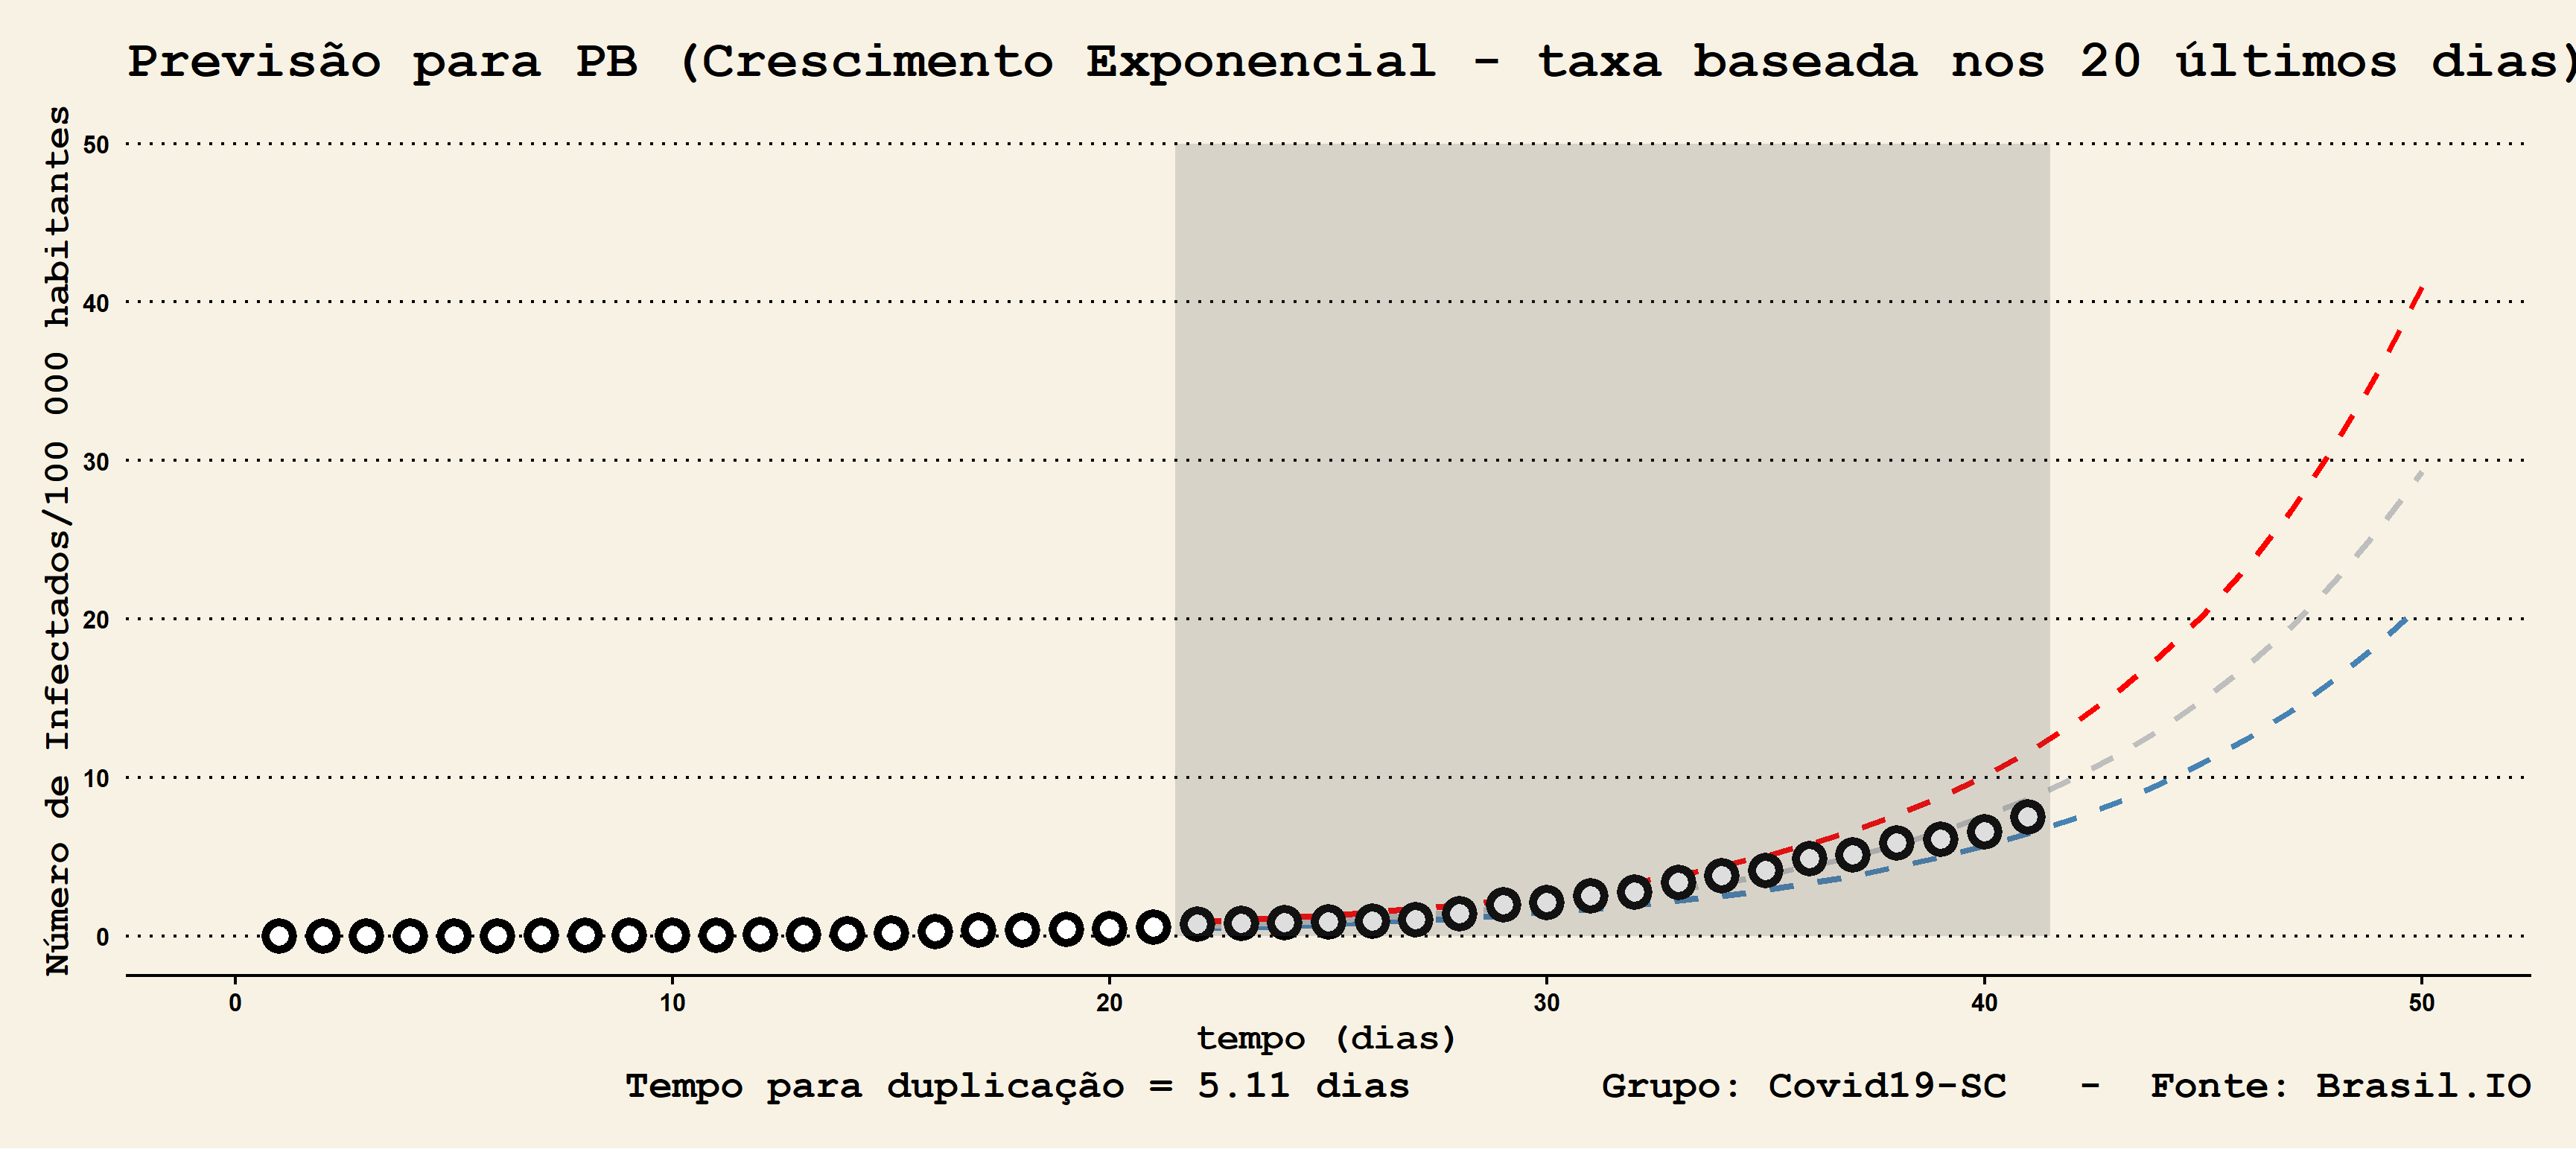 Previsão para PB (Crescimento Exponencial - taxa baseada nos 20 últimos dias)
Número de Infectados/100 000 habitantes
50
40
30
20
10
0
0 10 20 30 40 50
tempo (dias)
Tempo para duplicação = 5.11 dias Grupo: Covid19-SC - Fonte: Brasil.IO